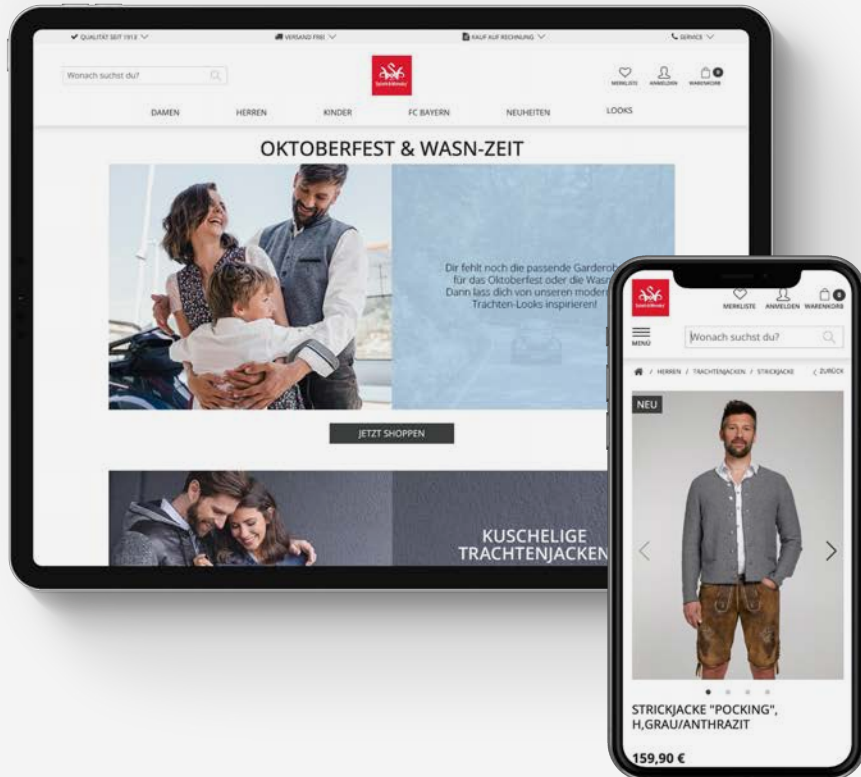 QUALITÄT SEIT 1913
VERSAND FREI
KAUF AUF RECHNUNG
SERVICE
Wonach suchst du?
MERKLISTE ANMELDEN WARENKORB
0
DAMEN HERREN KINDER FC BAYERN NEUHEITEN LOOKS
OKTOBERFEST & WASN-ZEIT
Dir fehlt noch die passende
für das Oktoberfest oder die
Dann lass dich von unseren
Trachten-Looks inspirieren!
JETZT SHOPPEN
KUSCHELIGE
TRACHTENJACKEN
MERKLISTE ANMELDEN WARENKORB
0
MENÜ
Wonach suchst du?
/ HERREN / TRACHTENJACKEN / STRICKJACKE ZURÜCK
NEU
STRICKJACKE "POCKING",
H,GRAU/ANTHRAZIT
159,90 €